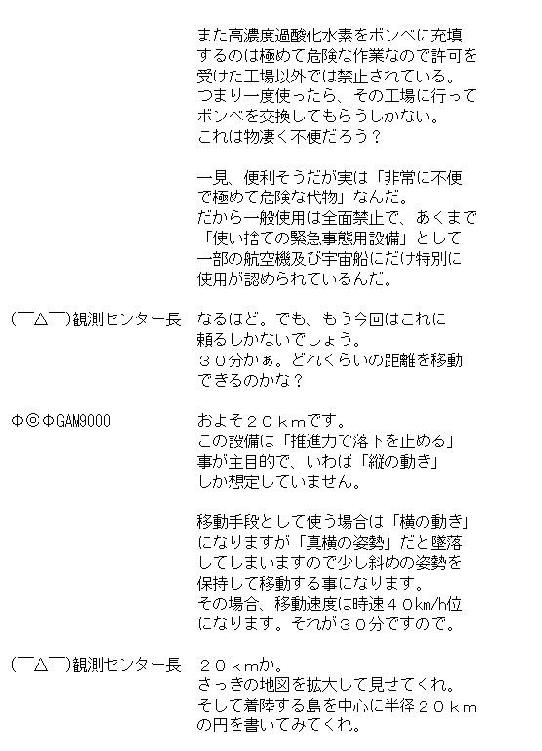 また高濃度過酸化水素をボンベに充填
するのは極めて危険な作業なので許可を
受けた工場以外では禁止されている。
つまり一度使ったら、その工場に行って
ボンベを交換してもらうしかない。
これは物凄く不便だろう?
一見、便利そうだが実は「非常に不便
で極めて危険な代物」なんだ。
だから一般使用は全面禁止で、あくまで
「使い捨ての緊急事態用設備」として
一部の航空機及び宇宙船にだけ特別に
使用が認められているんだ。
(￣△￣)観測センター長 なるほど。でも、もう今回はこれに
頼るしかないでしょう。
３０分かぁ。どれくらいの距離を移動
できるのかな?
Φ◎ΦGAM9000 およそ２０ｋｍです。
この設備は「推進力で落下を止める」
事が主目的で、いわば「縦の動き」
しか想定していません。
移動手段として使う場合は「横の動き」
になりますが「真横の姿勢」だと墜落
してしまいますので少し斜めの姿勢を
保持して移動する事になります。
その場合、移動速度は時速４０km/h位
になります。それが３０分ですので。
(￣△￣)観測センター長 ２０ｋｍか。
さっきの地図を拡大して見せてくれ。
そして着陸する島を中心に半径２０ｋｍ
の円を書いてみてくれ。